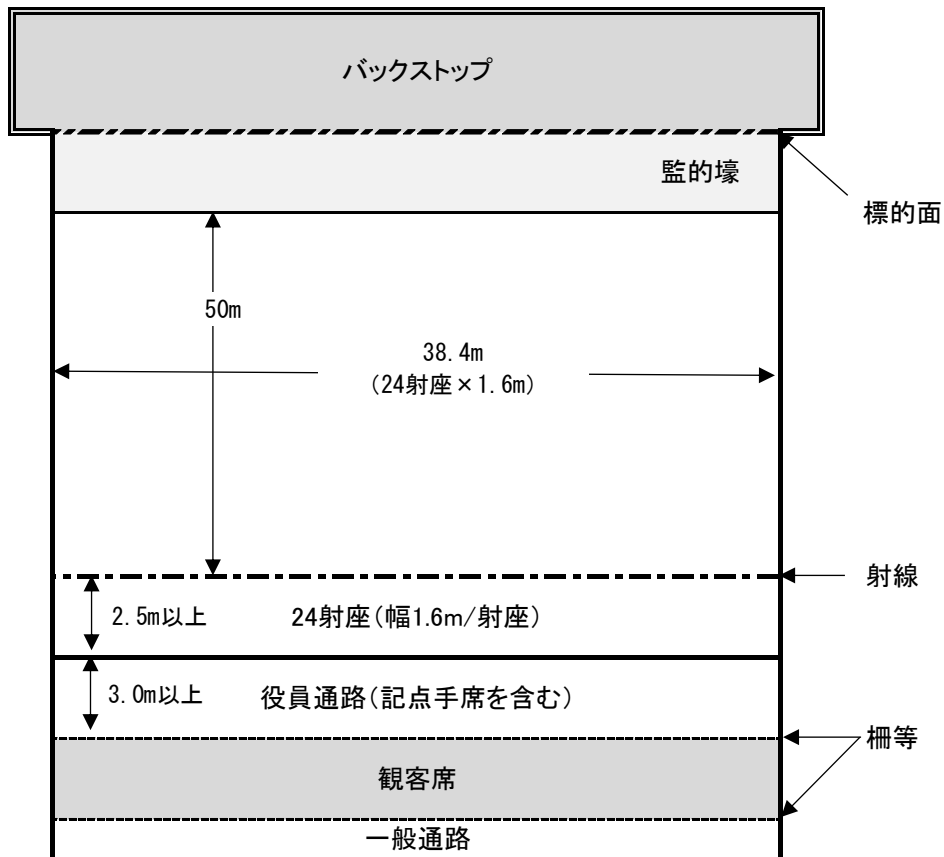 バックストップ
監的壕
標的面
50m
38.4m
(24射座×1.6m)
射線
2.5m以上
24射座(幅1.6m/射座)
3.0m以上
役員通路(記点手席を含む)
柵等
観客席
一般通路